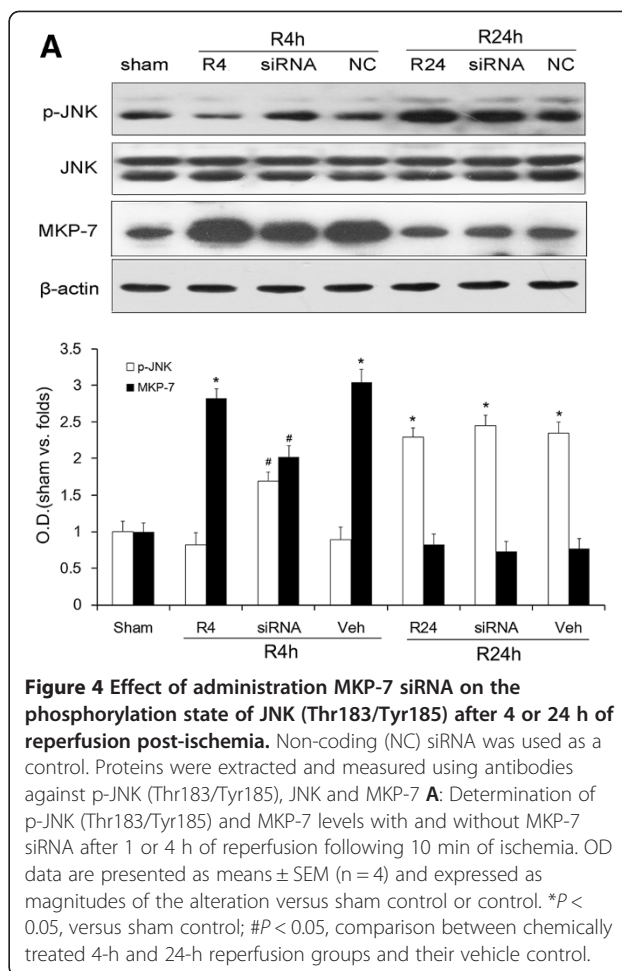 A
R4h R24h
sham R4 siRNA NC R24 siRNA NC
p-JNK
JNK
MKP-7
β-actin
3.5
3
2.5
2
1.5
1
0.5
0
O.D.(sham vs. folds)
p-JNK
MKP-7
*
# #
*
*
*
*
Sham R4 siRNA Veh R24 siRNA Veh
R4h R24h
Figure 4 Effect of administration MKP-7 siRNA on the
phosphorylation state of JNK (Thr183/Tyr185) after 4 or 24 h of
reperfusion post-ischemia. Non-coding (NC) siRNA was used as a
control. Proteins were extracted and measured using antibodies
against p-JNK (Thr183/Tyr185), JNK and MKP-7 A: Determination of
p-JNK (Thr183/Tyr185) and MKP-7 levels with and without MKP-7
siRNA after 1 or 4 h of reperfusion following 10 min of ischemia. OD
data are presented as means ± SEM (n = 4) and expressed as
magnitudes of the alteration versus sham control or control. *P <
0.05, versus sham control; #P < 0.05, comparison between chemically
treated 4-h and 24-h reperfusion groups and their vehicle control.